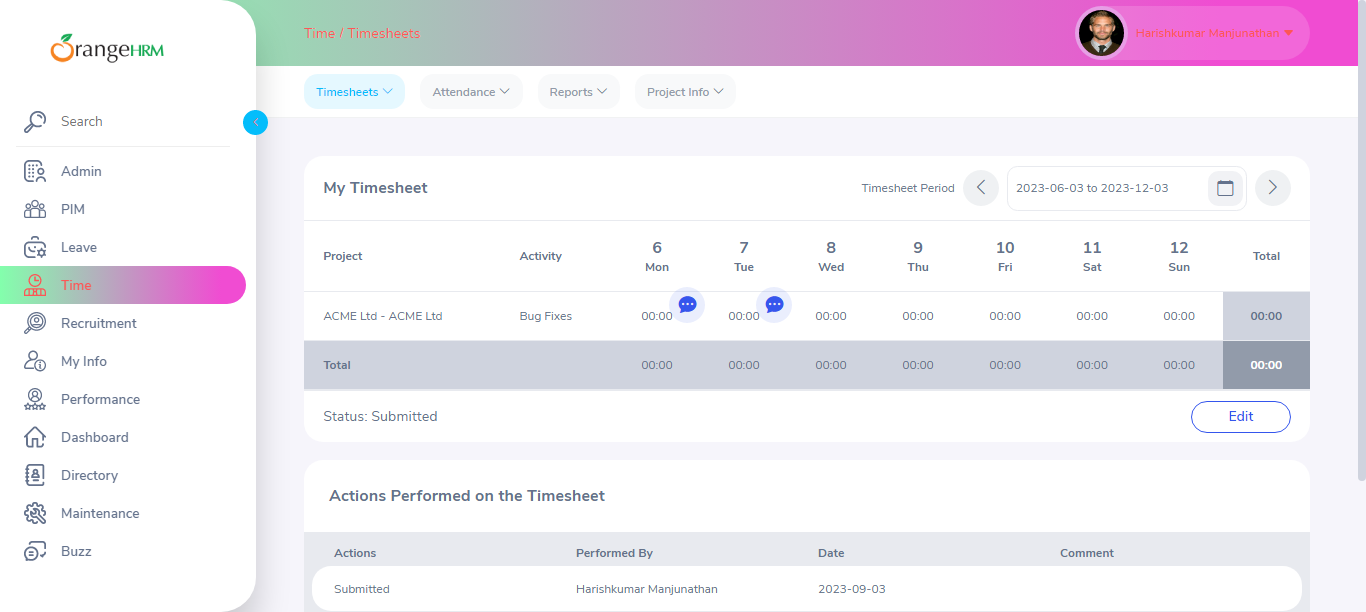 OrangeHRM
Search
Admin
PIM
Leave
Time
Recruitment
My Info
Performance
Dashboard
Directory
Maintenance
Buzz
Time / Timesheets
Harishkumar Manjunathan
Timesheets
Attendance
Reports
Project Info
My Timesheet
Timesheet Period
2023-06-03 to 2023-12-03
Project Activity 6 Mon 7 Tue 8 Wed 9 Thu 10 Fri 11 Sat 12 Sun Total
ACME Ltd - ACME Ltd Bug Fixes 00:00 00:00 00:00 00:00 00:00 00:00 00:00 00:00
Total 00:00 00:00 00:00 00:00 00:00 00:00 00:00 00:00
Status: Submitted
Edit
Actions Performed on the Timesheet
Actions Performed By Date Comment
Submitted Harishkumar Manjunathan 2023-09-03